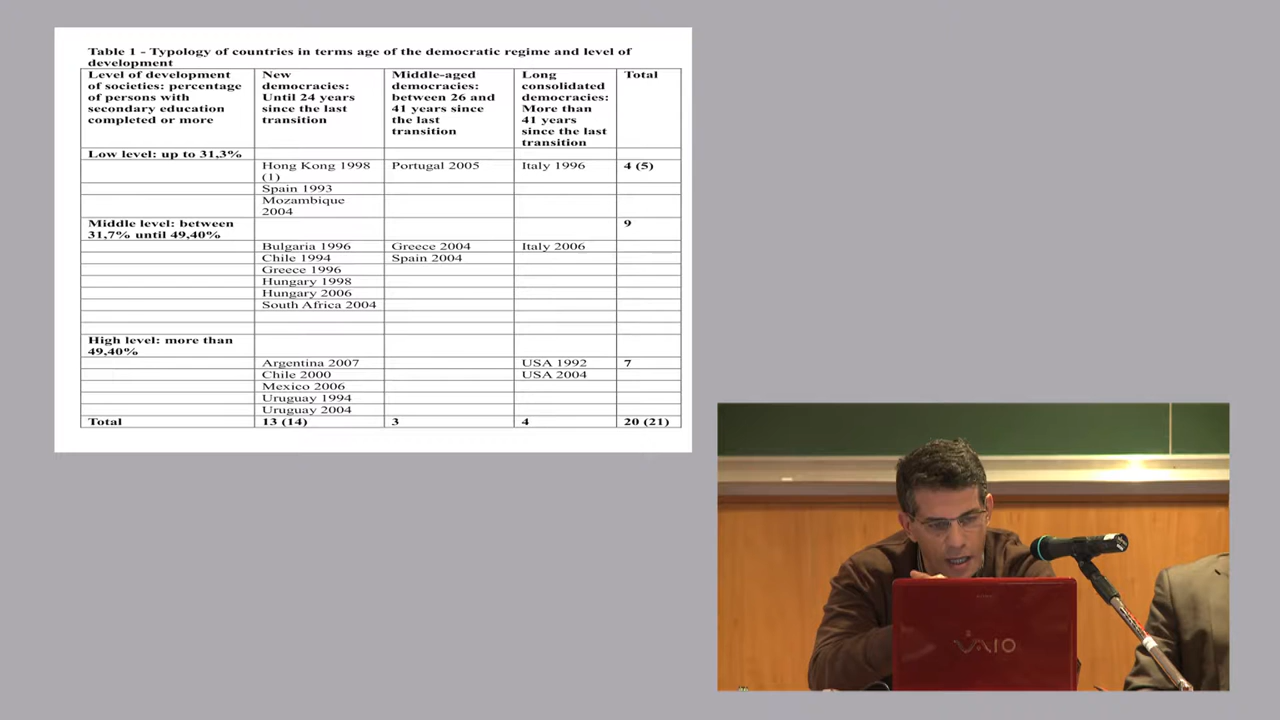 Table 1 - Typology of countries in terms age of the democratic regime and level of
development
Level of development
of societies: percentage
of persons with
secondary education
completed or more
New
democracies:
Until 24 years
since the last
transition
Middle-aged
democracies:
between 26 and
41 years since
the last
transition
Long
consolidated
democracies:
More than
41 years
since the last
transition
Total
Low level: up to 31,3%
Hong Kong 1998
(1)
Portugal 2005
Italy 1996
4 (5)
Spain 1993
Mozambique
2004
Middle level: between
31,7% until 49,40%
9
Bulgaria 1996
Greece 2004
Italy 2006
Chile 1994
Spain 2004
Greece 1996
Hungary 1998
Hungary 2006
South Africa 2004
High level: more than
49,40%
Argentina 2007
USA 1992
7
Chile 2000
USA 2004
Mexico 2006
Uruguay 1994
Uruguay 2004
Total
13 (14)
3
4
20 (21)
VAIO